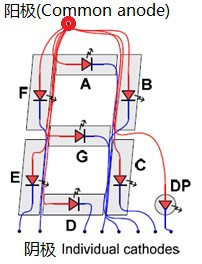 阳极(Common anode)
A
F
B
G
E
C
DP
D
阴极 Individual cathodes